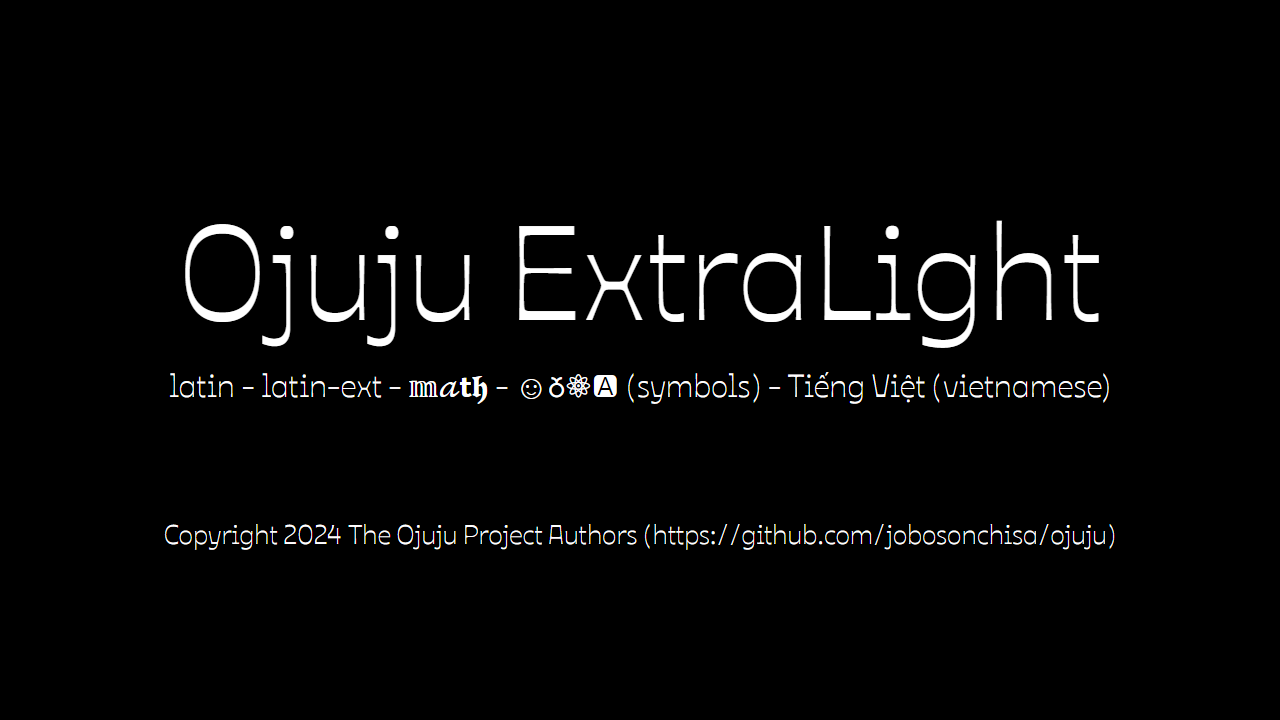 Ojuju ExtraLight
latin - latin-ext - 𝕞𝒶𝘁𝖍 - ☺♁⚛🅰 (symbols) - Tiếng Việt (vietnamese)
Copyright 2024 The Ojuju Project Authors (https://github.com/jobosonchisa/ojuju)